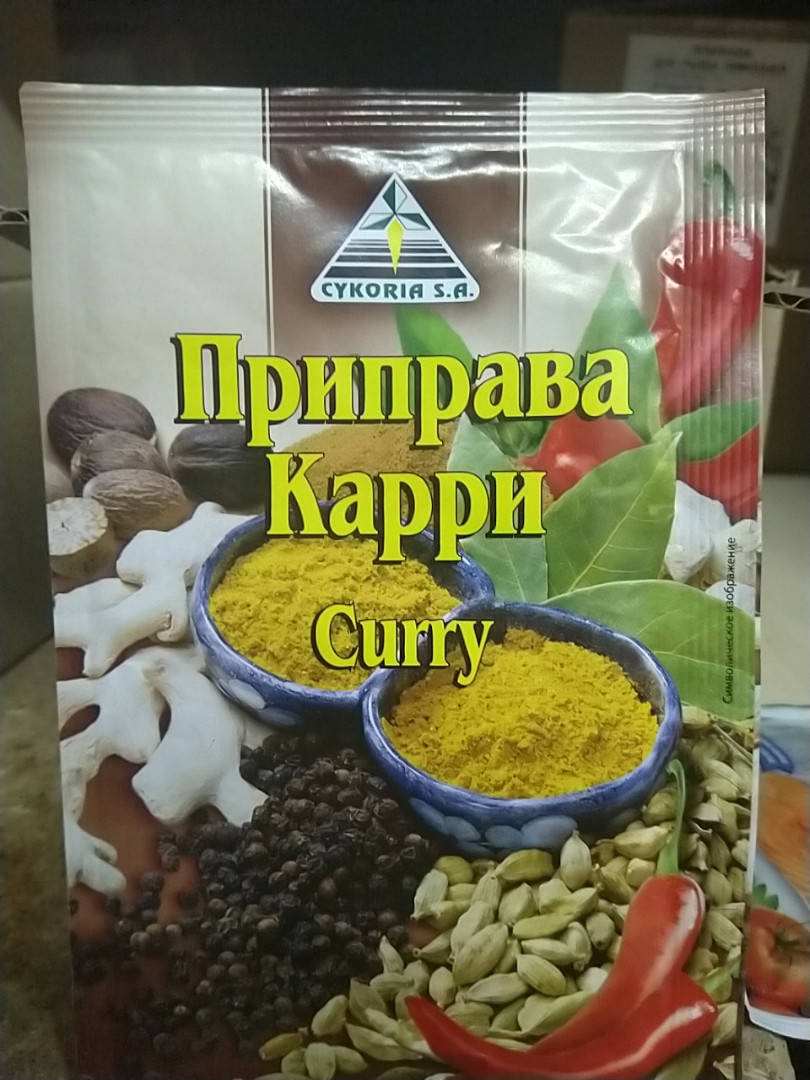 CYKORIA S.A.
Приправа
Карри
Curry
Символическое изображение